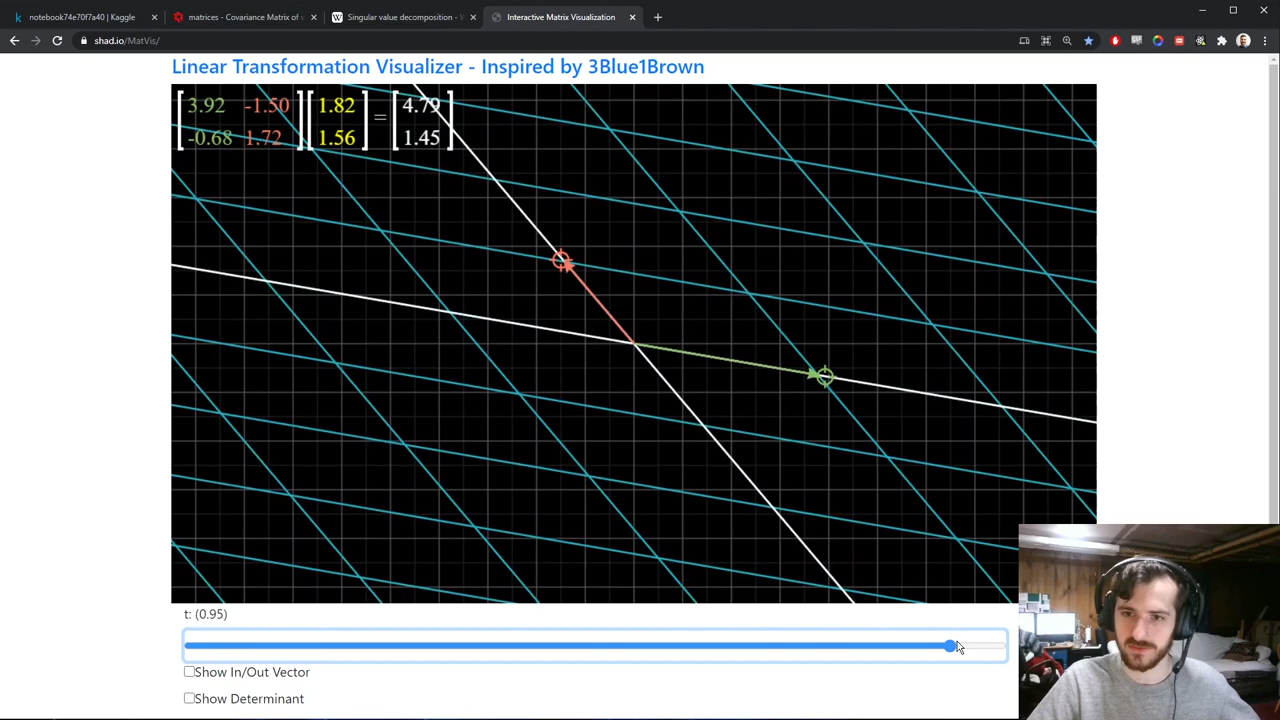 notebook74e70f7a40 | Kaggle
matrices - Covariance Matrix of v
Singular value decomposition - W
Interactive Matrix Visualization
shad.io/MatVis/
Linear Transformation Visualizer - Inspired by 3Blue1Brown
3.92 -1.50 1.82 = 4.79
-0.68 1.72 1.56 1.45
t: (0.95)
Show In/Out Vector
Show Determinant